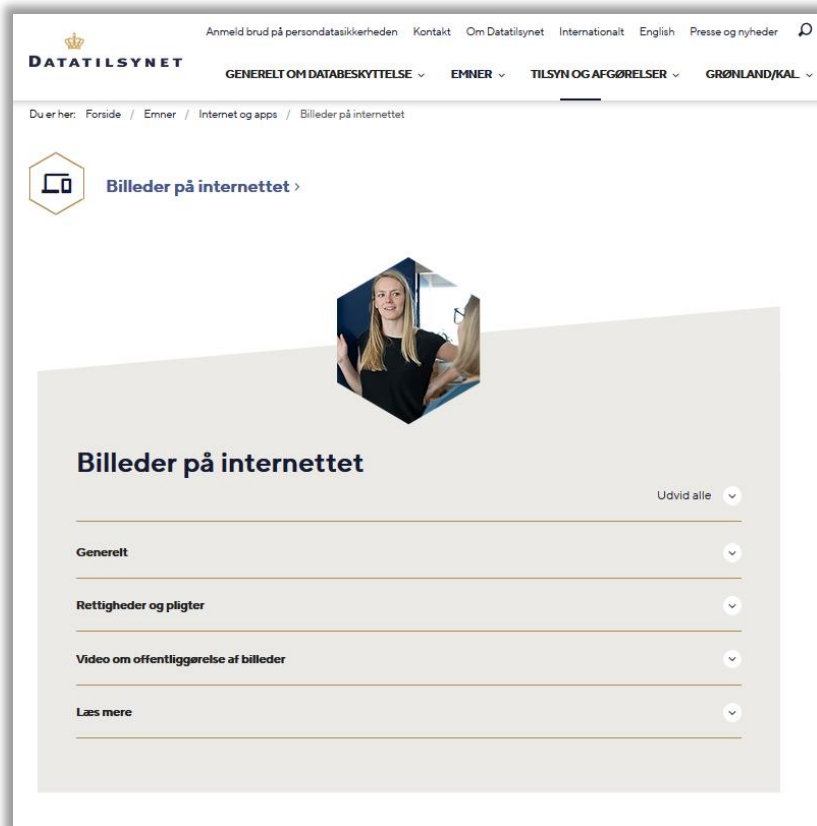 Anmeld brud på persondatasikkerheden Kontakt Om Datatilsynet Internationalt English Presse og nyheder
DATATILSYNET
GENERELT OM DATABESKYTTELSE EMNER TILSYN OG AFGØRELSER GRØNLAND/KAL.
Du er her: Forside / Emner / Internet og apps / Billeder på internettet
Billeder på internettet >
Billeder på internettet
Udvid alle
Generelt
Rettigheder og pligter
Video om offentliggørelse af billeder
Læs mere